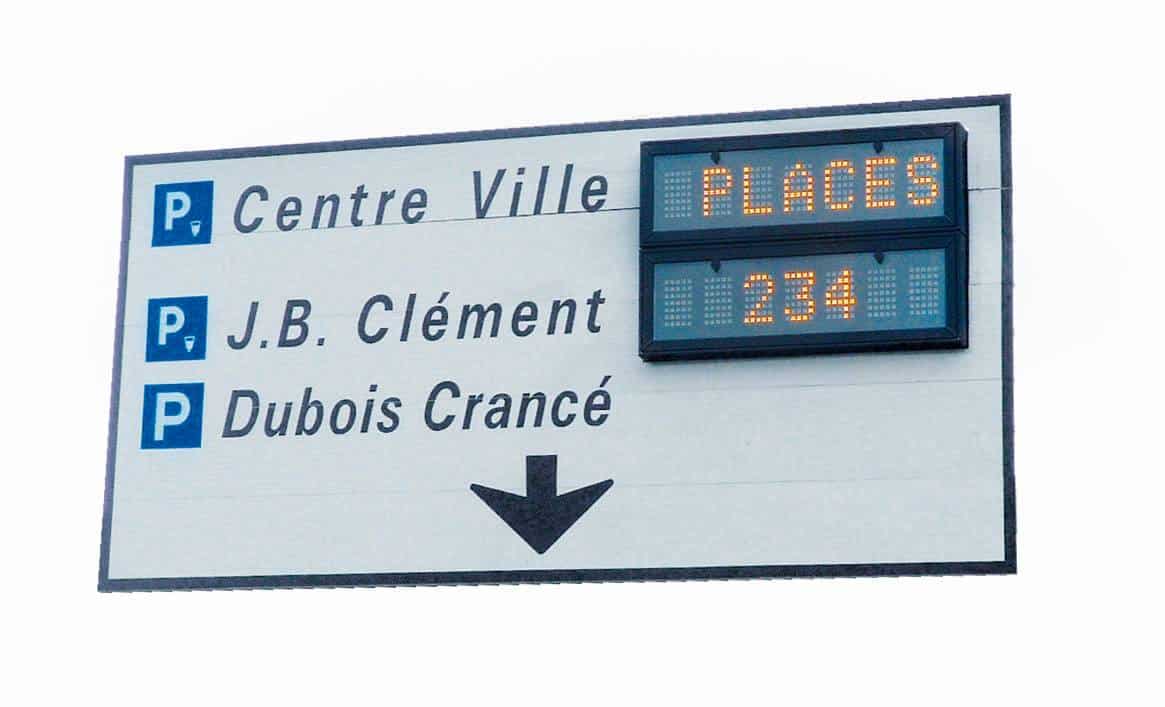 P Centre Ville PLACES
234
P J.B. Clément
P Dubois Crancé